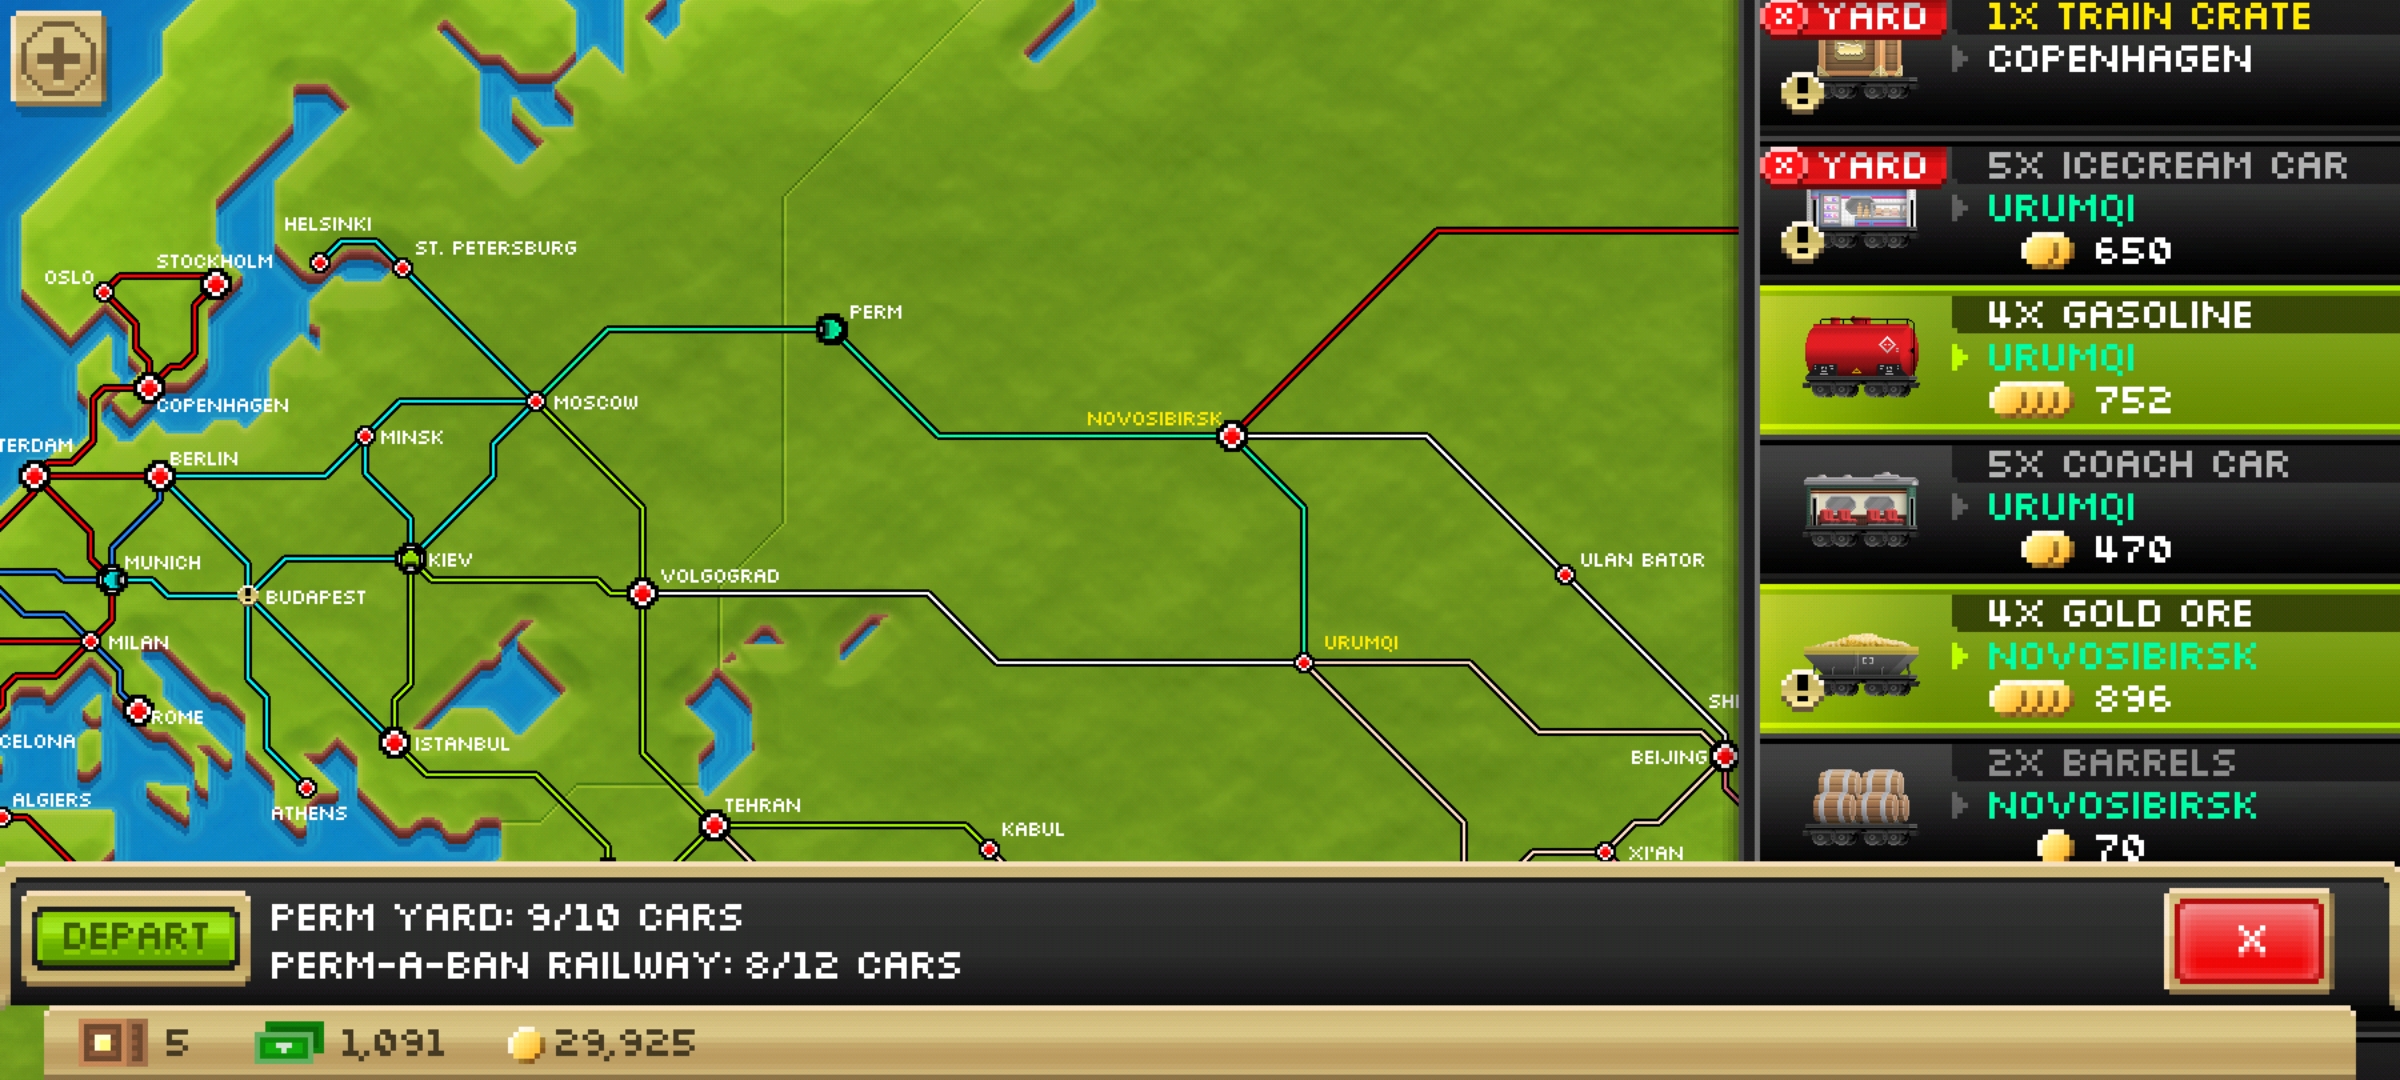 HELSINKI
ST. PETERSBURG
STOCKHOLM
OSLO
PERM
COPENHAGEN
MOSCOW
NOVOSIBIRSK
MINSK
TERDAM
BERLIN
MUNICH
KIEV
ULAN BATOR
VOLGOGRAD
BUDAPEST
MILAN
URUMQI
SH
ROME
CELONA
ISTANBUL
BEIJING
ALGIERS
ATHENS
TEHRAN
KABUL
XI'AN
YARD
1X TRAIN CRATE
COPENHAGEN
YARD
5X ICECREAM CAR
URUMQI
650
4X GASOLINE
URUMQI
752
5X COACH CAR
URUMQI
470
4X GOLD ORE
NOVOSIBIRSK
896
2X BARRELS
NOVOSIBIRSK
70
DEPART
PERM YARD: 9/10 CARS
PERM-A-BAN RAILWAY: 8/12 CARS
X
5
1,091
29,925